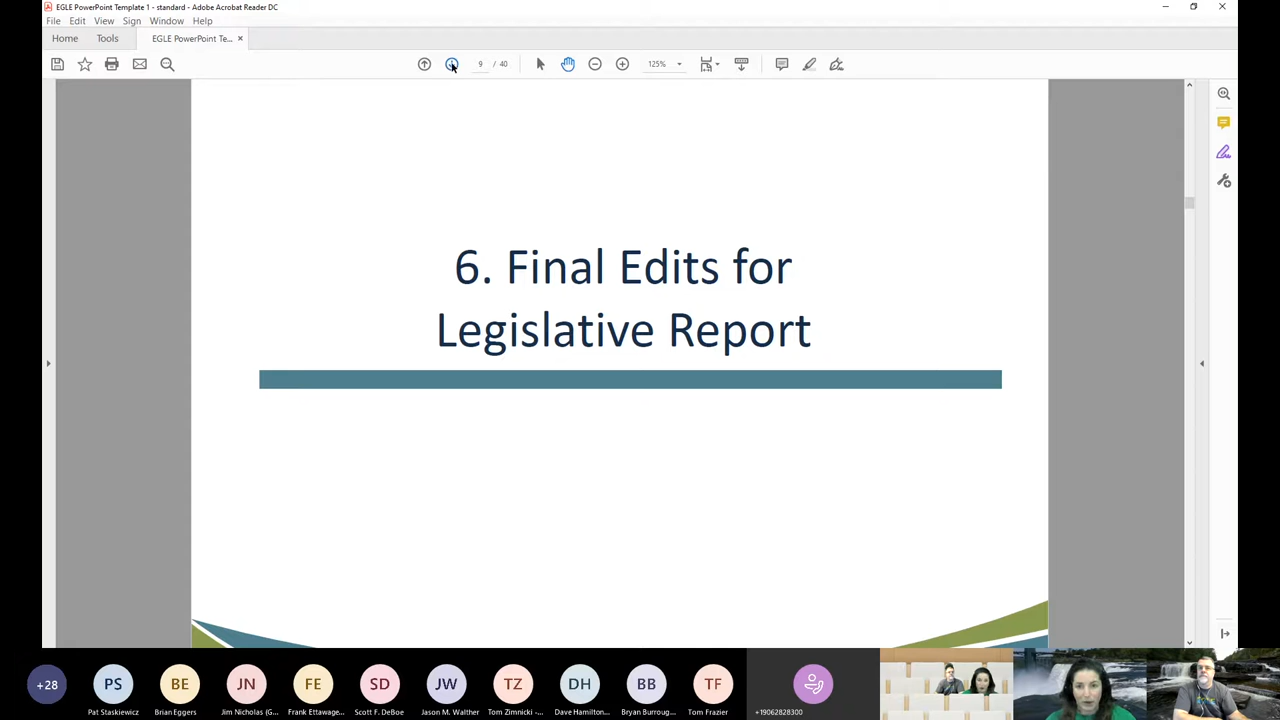 EGLE PowerPoint Template 1 - standard - Adobe Acrobat Reader DC
File Edit View Sign Window Help
Home Tools EGLE PowerPoint Te... ×
9 / 40 125%
6. Final Edits for
Legislative Report
+28 PS BE JN FE SD JW TZ DH BB TF
Pat Staskiewicz Brian Eggers Jim Nicholas (G... Frank Ettawage... Scott F. DeBoe Jason M. Walther Tom Zimnicki -... Dave Hamilton... Bryan Burroug... Tom Frazier +19062828300